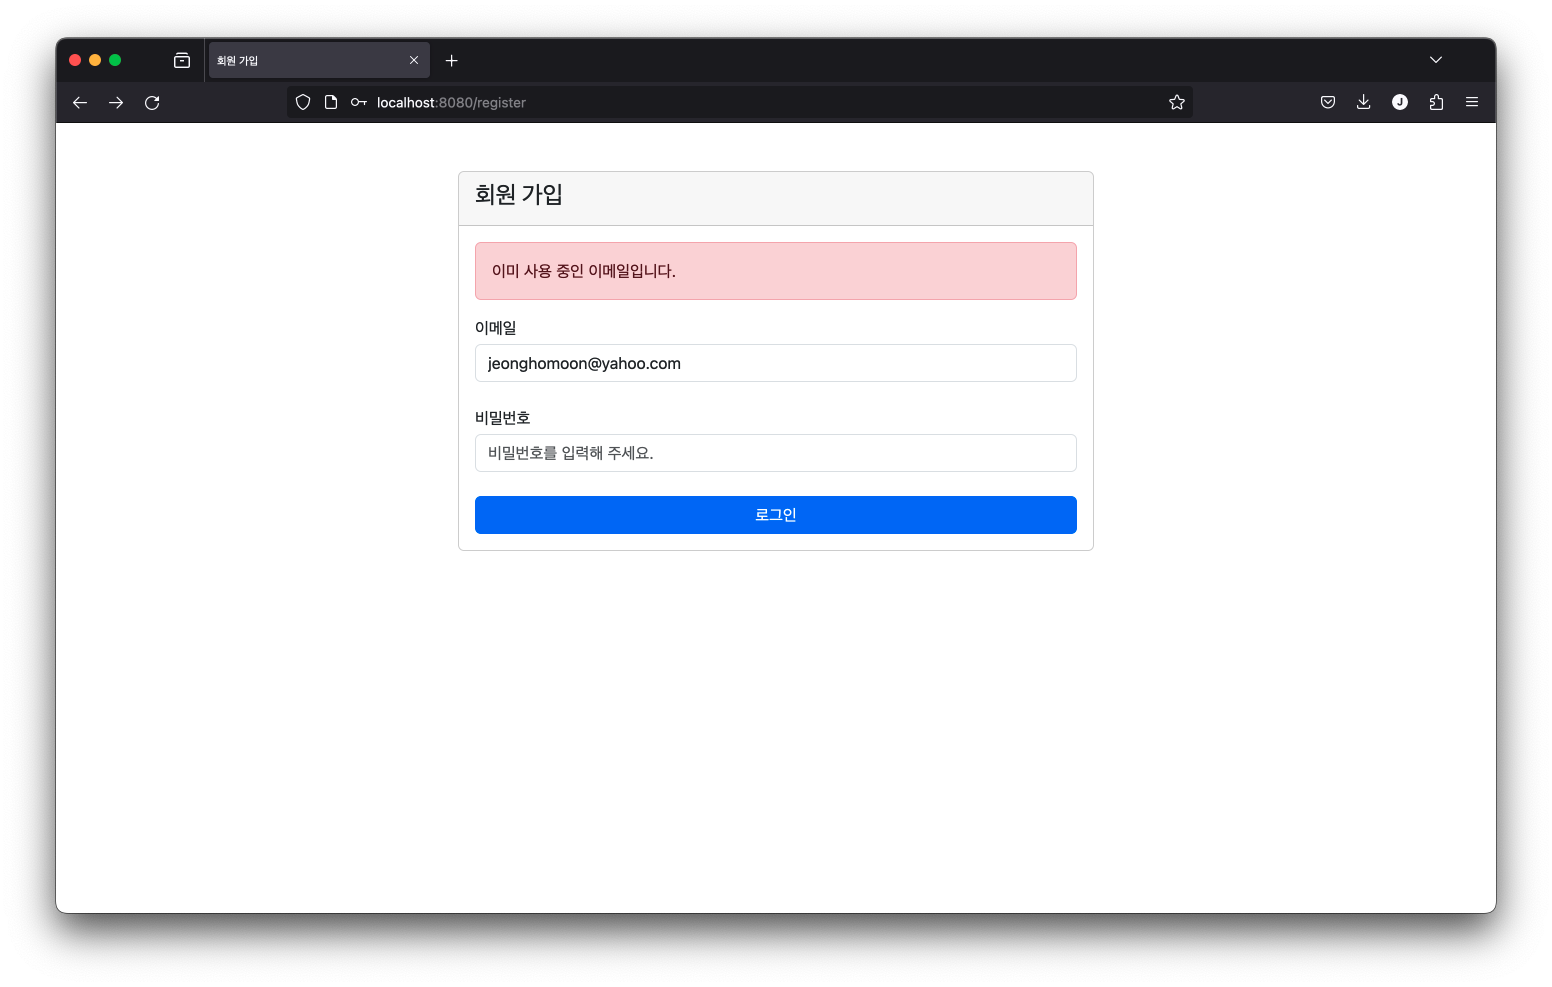 회원 가입
localhost:8080/register
J
회원 가입
이미 사용 중인 이메일입니다.
이메일
jeonghomoon@yahoo.com
비밀번호
비밀번호를 입력해 주세요.
로그인